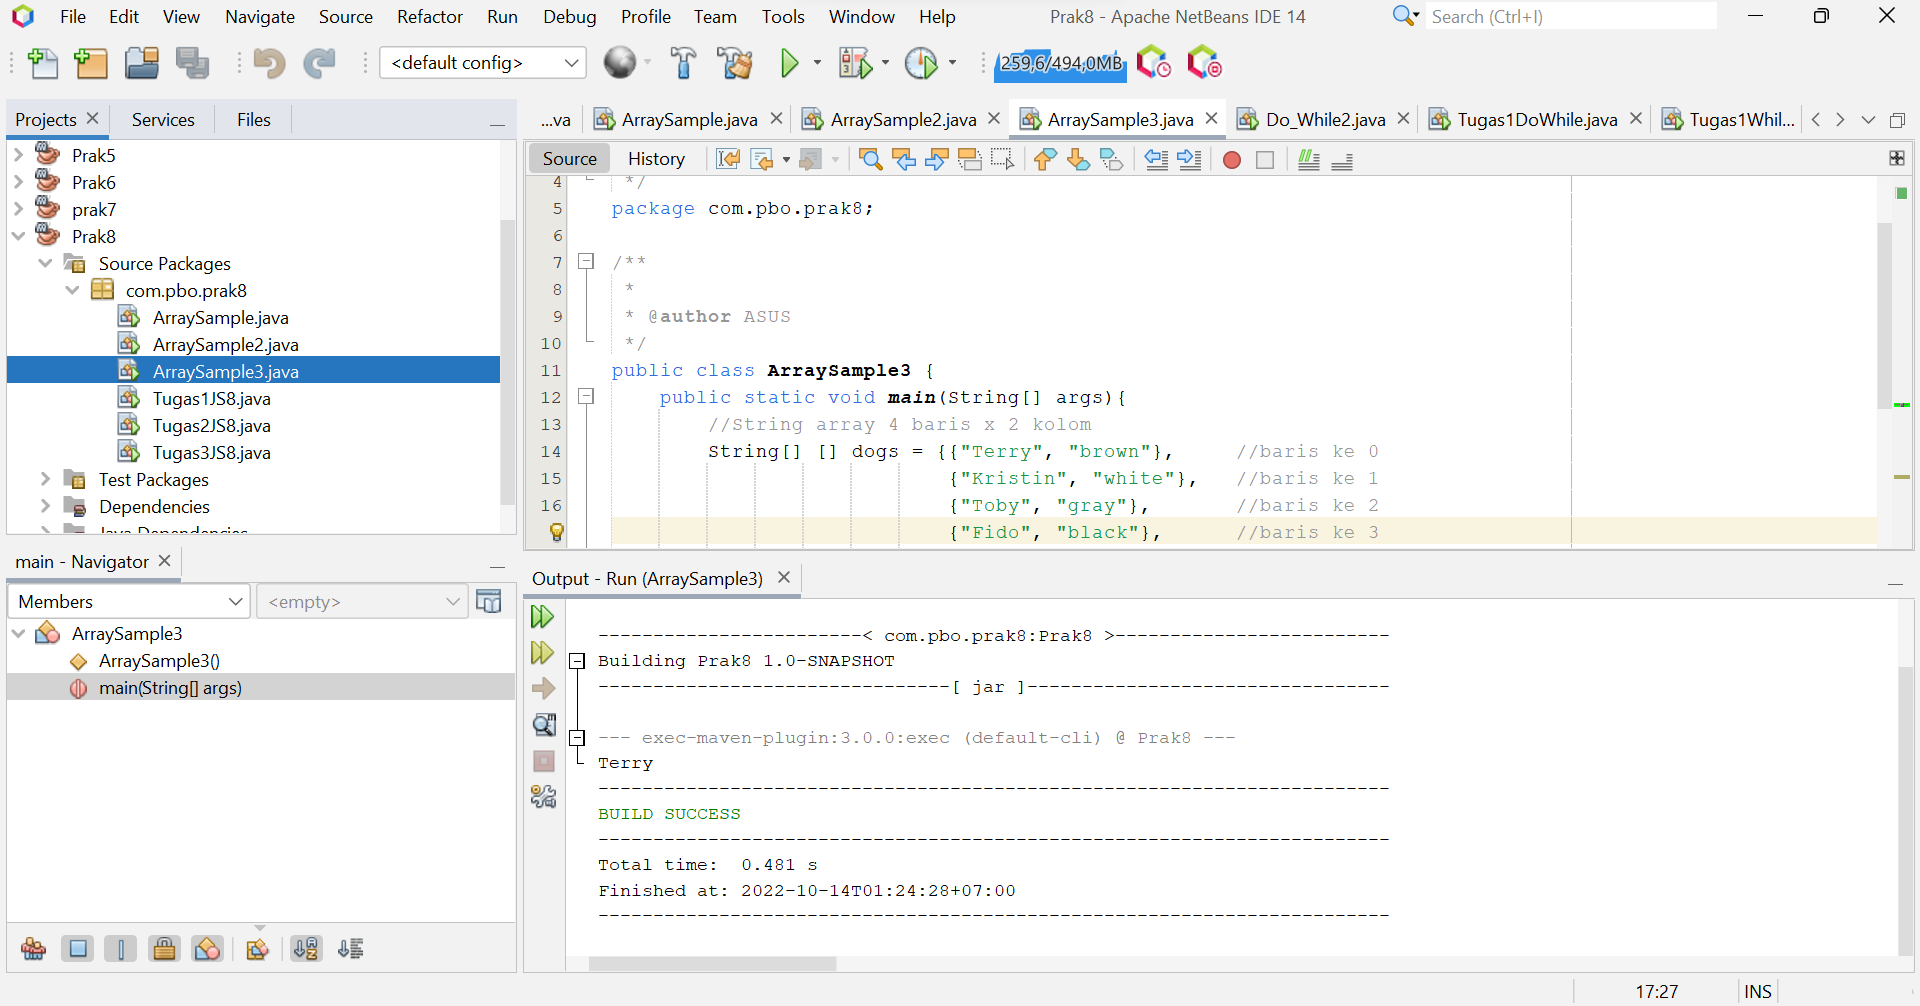 File Edit View Navigate Source Refactor Run Debug Profile Team Tools Window Help Prak8 - Apache NetBeans IDE 14 Search (Ctrl+I)
<default config> 259,6/494,0MB
Projects Services Files
...va ArraySample.java ArraySample2.java ArraySample3.java Do_While2.java Tugas1DoWhile.java Tugas1Whil...
Source History
Prak5
Prak6
prak7
Prak8
Source Packages
com.pbo.prak8
ArraySample.java
ArraySample2.java
ArraySample3.java
Tugas1JS8.java
Tugas2JS8.java
Tugas3JS8.java
Test Packages
Dependencies
Java Dependencies
4 */
5 package com.pbo.prak8;
6
7 /**
8 *
9 * @author ASUS
10 */
11 public class ArraySample3 {
12 public static void main(String[] args){
13 //String array 4 baris x 2 kolom
14 String[] [] dogs = {{"Terry", "brown"}, //baris ke 0
15 {"Kristin", "white"}, //baris ke 1
16 {"Toby", "gray"}, //baris ke 2
{"Fido", "black"}, //baris ke 3
main - Navigator
Members <empty>
ArraySample3
ArraySample3()
main(String[] args)
Output - Run (ArraySample3)
------------------------< com.pbo.prak8:Prak8 >-------------------------
Building Prak8 1.0-SNAPSHOT
--------------------------------[ jar ]---------------------------------
--- exec-maven-plugin:3.0.0:exec (default-cli) @ Prak8 ---
Terry
------------------------------------------------------------------------
BUILD SUCCESS
------------------------------------------------------------------------
Total time: 0.481 s
Finished at: 2022-10-14T01:24:28+07:00
------------------------------------------------------------------------
17:27 INS